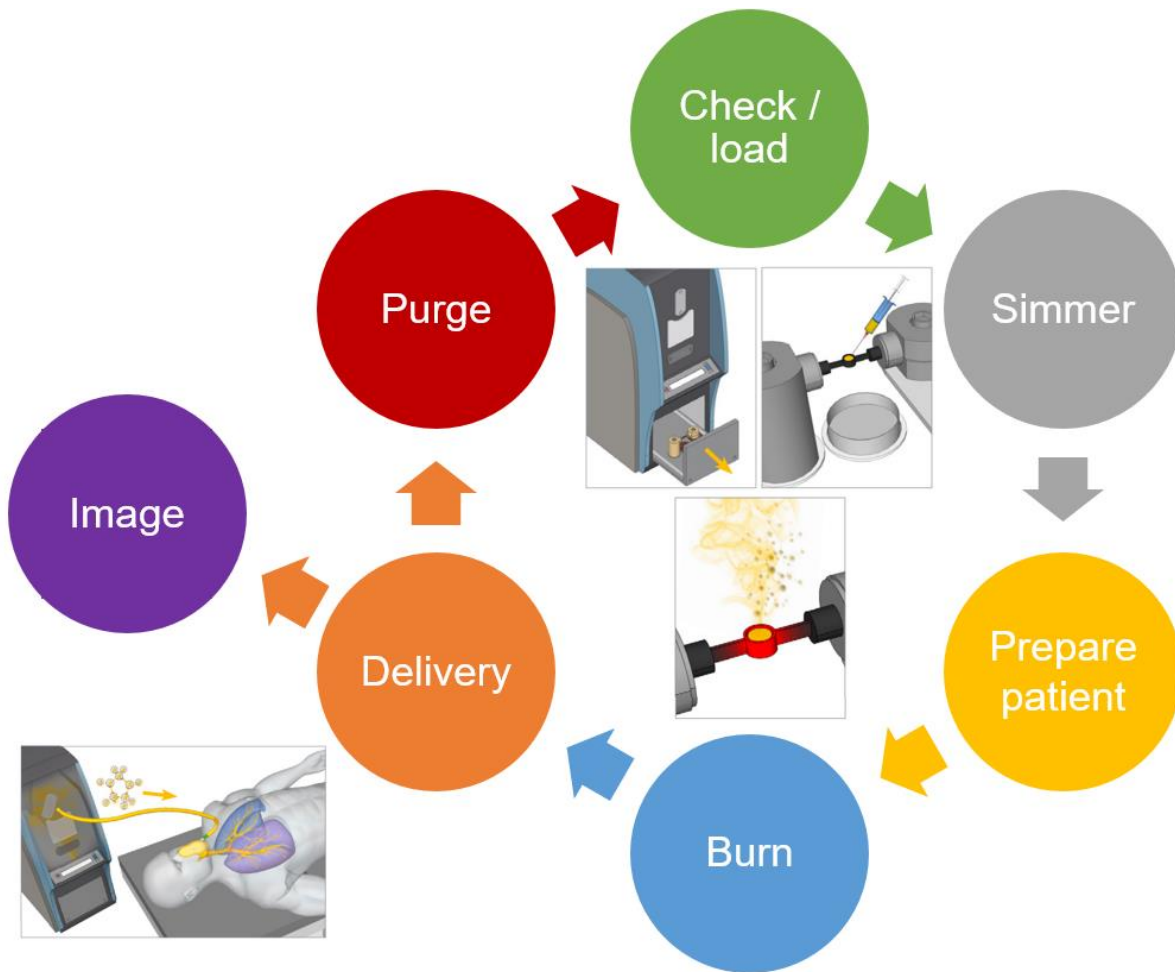 Check /
load
Purge
Simmer
Image
Delivery
Prepare
patient
Burn